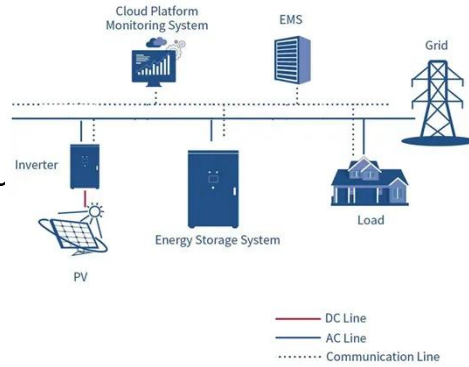 Cloud Platform
Monitoring System
EMS
Grid
Inverter
Energy Storage System
Load
PV
DC Line
AC Line
Communication Line